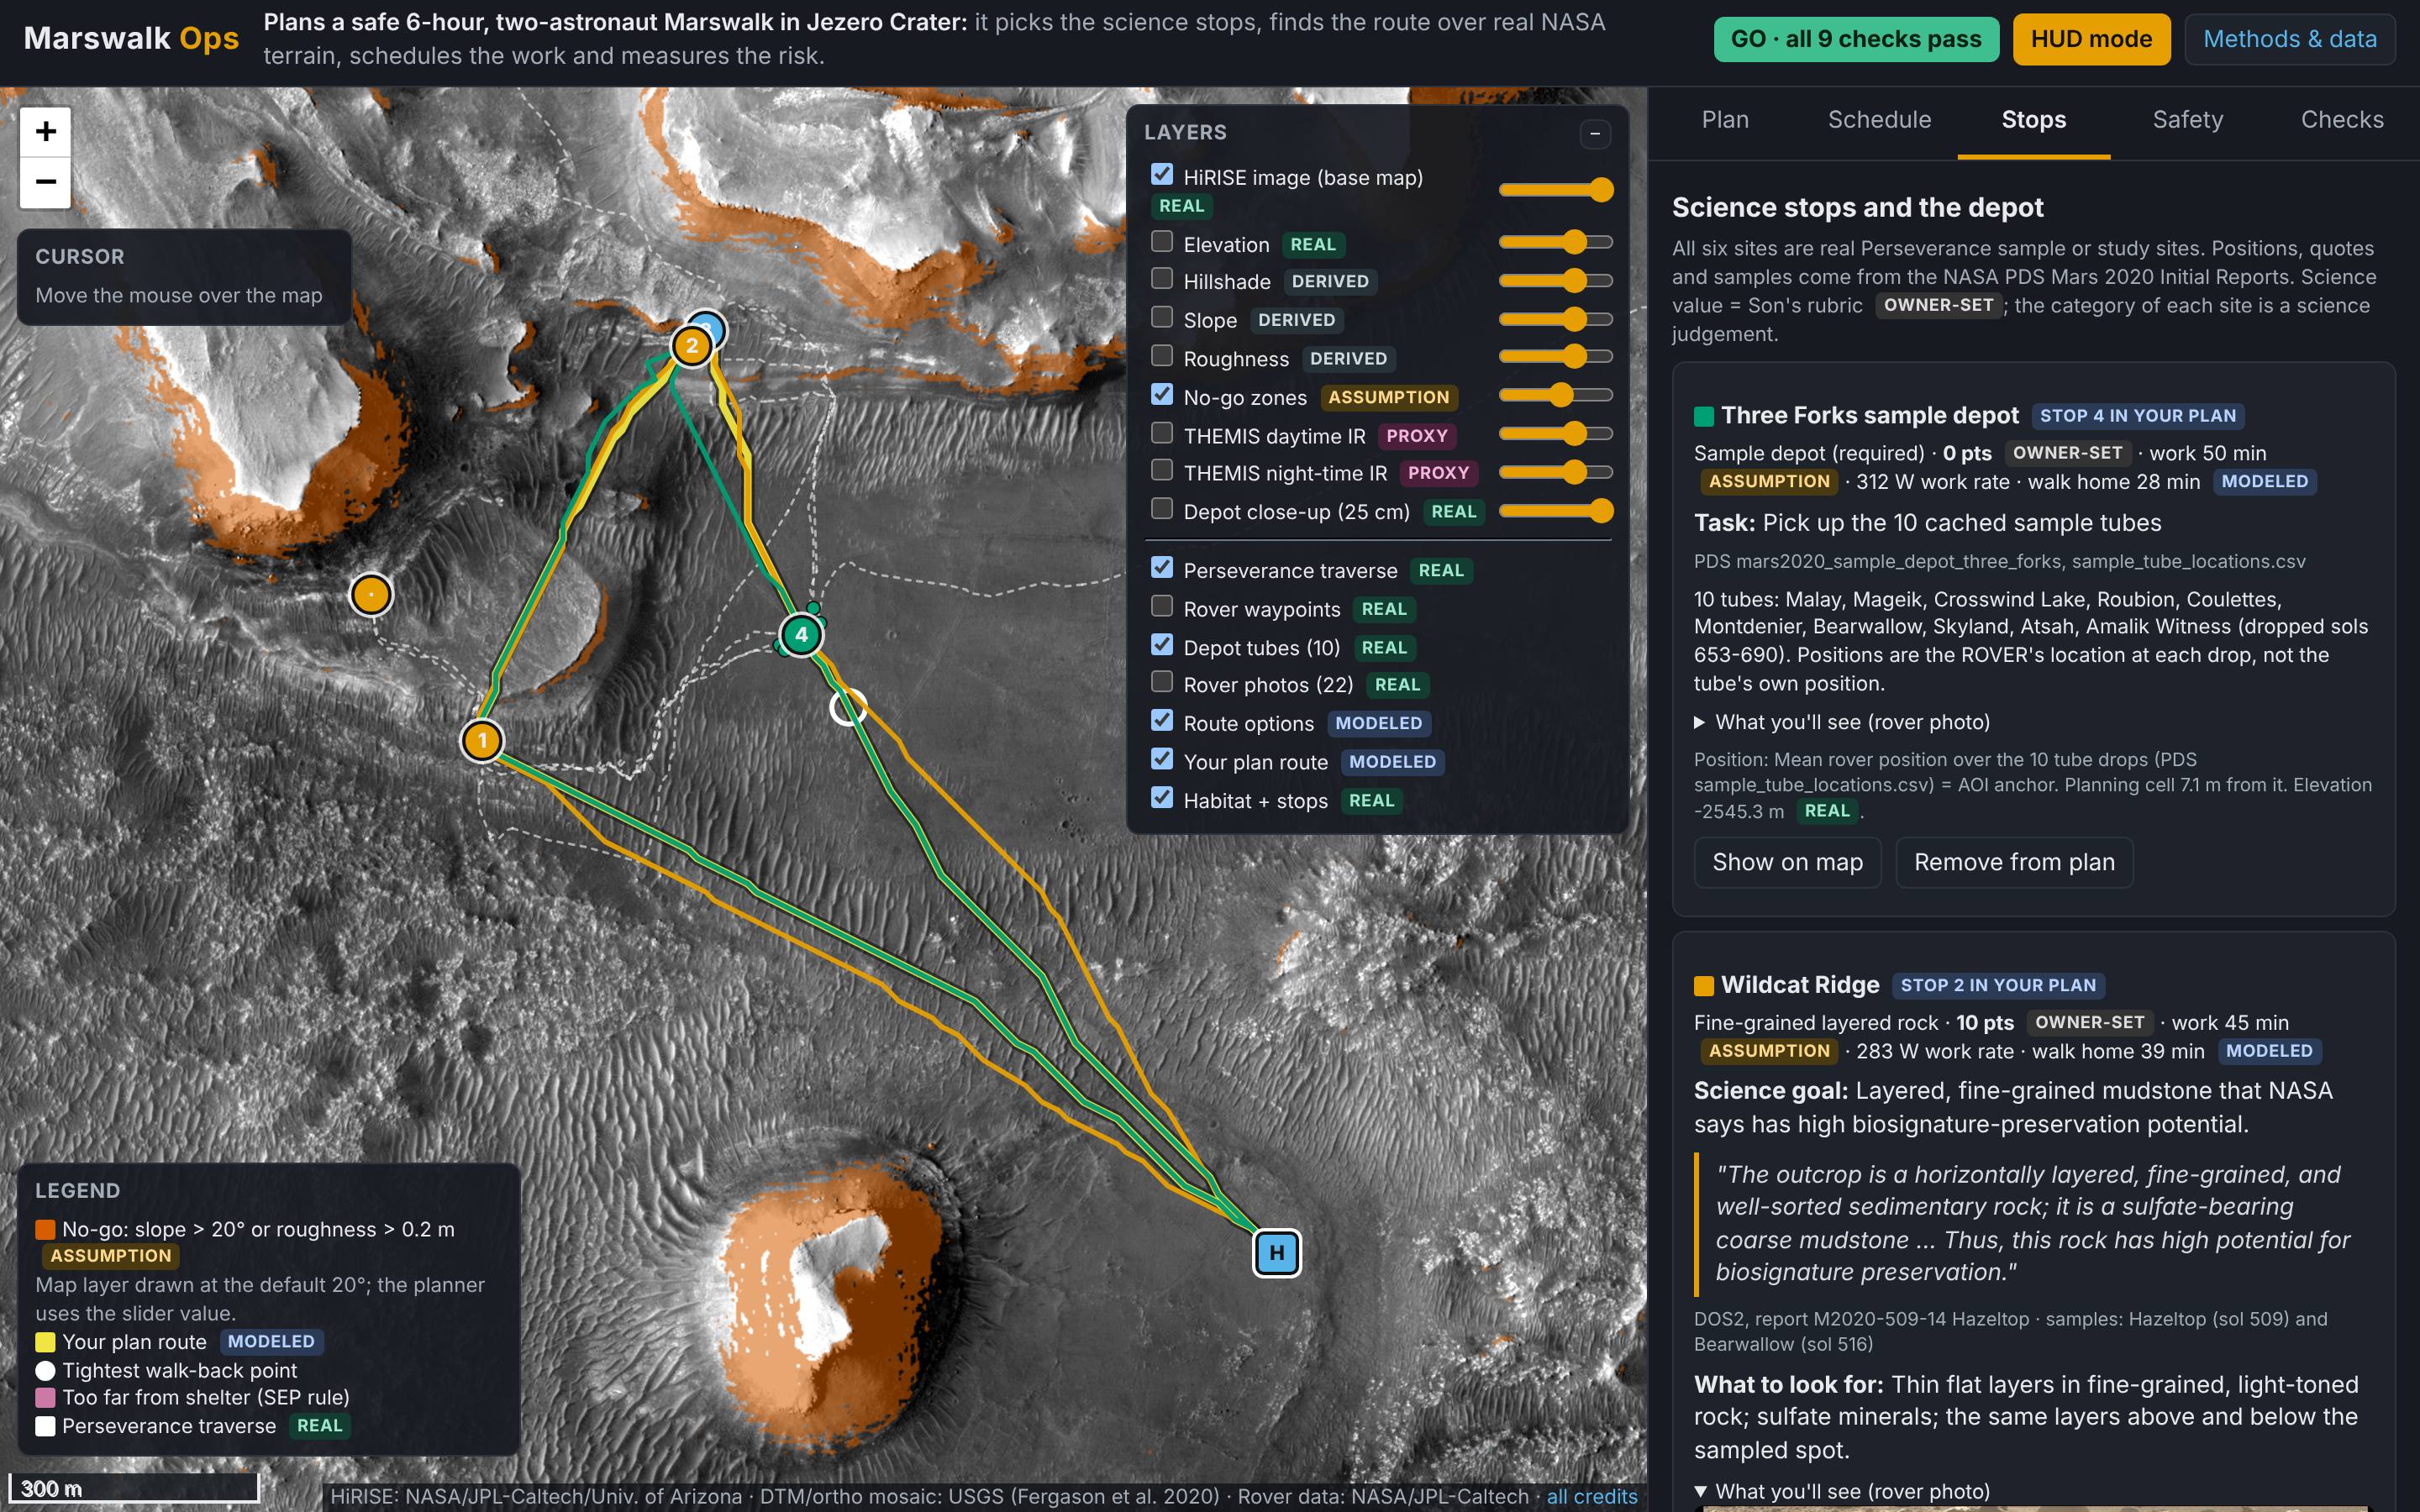 Marswalk Ops
Plans a safe 6-hour, two-astronaut Marswalk in Jezero Crater: it picks the science stops, finds the route over real NASA
terrain, schedules the work and measures the risk.
GO · all 9 checks pass
HUD mode
Methods & data
+
−
CURSOR
Move the mouse over the map
2
4
1
H
LAYERS
−
HiRISE image (base map)
REAL
Elevation REAL
Hillshade DERIVED
Slope DERIVED
Roughness DERIVED
No-go zones ASSUMPTION
THEMIS daytime IR PROXY
THEMIS night-time IR PROXY
Depot close-up (25 cm) REAL
Perseverance traverse REAL
Rover waypoints REAL
Depot tubes (10) REAL
Rover photos (22) REAL
Route options MODELED
Your plan route MODELED
Habitat + stops REAL
LEGEND
No-go: slope > 20° or roughness > 0.2 m
ASSUMPTION
Map layer drawn at the default 20°; the planner
uses the slider value.
Your plan route MODELED
Tightest walk-back point
Too far from shelter (SEP rule)
Perseverance traverse REAL
300 m
HiRISE: NASA/JPL-Caltech/Univ. of Arizona · DTM/ortho mosaic: USGS (Fergason et al. 2020) · Rover data: NASA/JPL-Caltech · all credits
Plan
Schedule
Stops
Safety
Checks
Science stops and the depot
All six sites are real Perseverance sample or study sites. Positions, quotes
and samples come from the NASA PDS Mars 2020 Initial Reports. Science
value = Son's rubric OWNER-SET; the category of each site is a science
judgement.
Three Forks sample depot STOP 4 IN YOUR PLAN
Sample depot (required) · 0 pts OWNER-SET · work 50 min
ASSUMPTION · 312 W work rate · walk home 28 min MODELED
Task: Pick up the 10 cached sample tubes
PDS mars2020_sample_depot_three_forks, sample_tube_locations.csv
10 tubes: Malay, Mageik, Crosswind Lake, Roubion, Coulettes,
Montdenier, Bearwallow, Skyland, Atsah, Amalik Witness (dropped sols
653-690). Positions are the ROVER's location at each drop, not the
tube's own position.
▶ What you'll see (rover photo)
Position: Mean rover position over the 10 tube drops (PDS
sample_tube_locations.csv) = AOI anchor. Planning cell 7.1 m from it. Elevation
-2545.3 m REAL.
Show on map
Remove from plan
Wildcat Ridge STOP 2 IN YOUR PLAN
Fine-grained layered rock · 10 pts OWNER-SET · work 45 min
ASSUMPTION · 283 W work rate · walk home 39 min MODELED
Science goal: Layered, fine-grained mudstone that NASA
says has high biosignature-preservation potential.
"The outcrop is a horizontally layered, fine-grained, and
well-sorted sedimentary rock; it is a sulfate-bearing
coarse mudstone ... Thus, this rock has high potential for
biosignature preservation."
DOS2, report M2020-509-14 Hazeltop · samples: Hazeltop (sol 509) and
Bearwallow (sol 516)
What to look for: Thin flat layers in fine-grained, light-toned
rock; sulfate minerals; the same layers above and below the
sampled spot.
▼ What you'll see (rover photo)